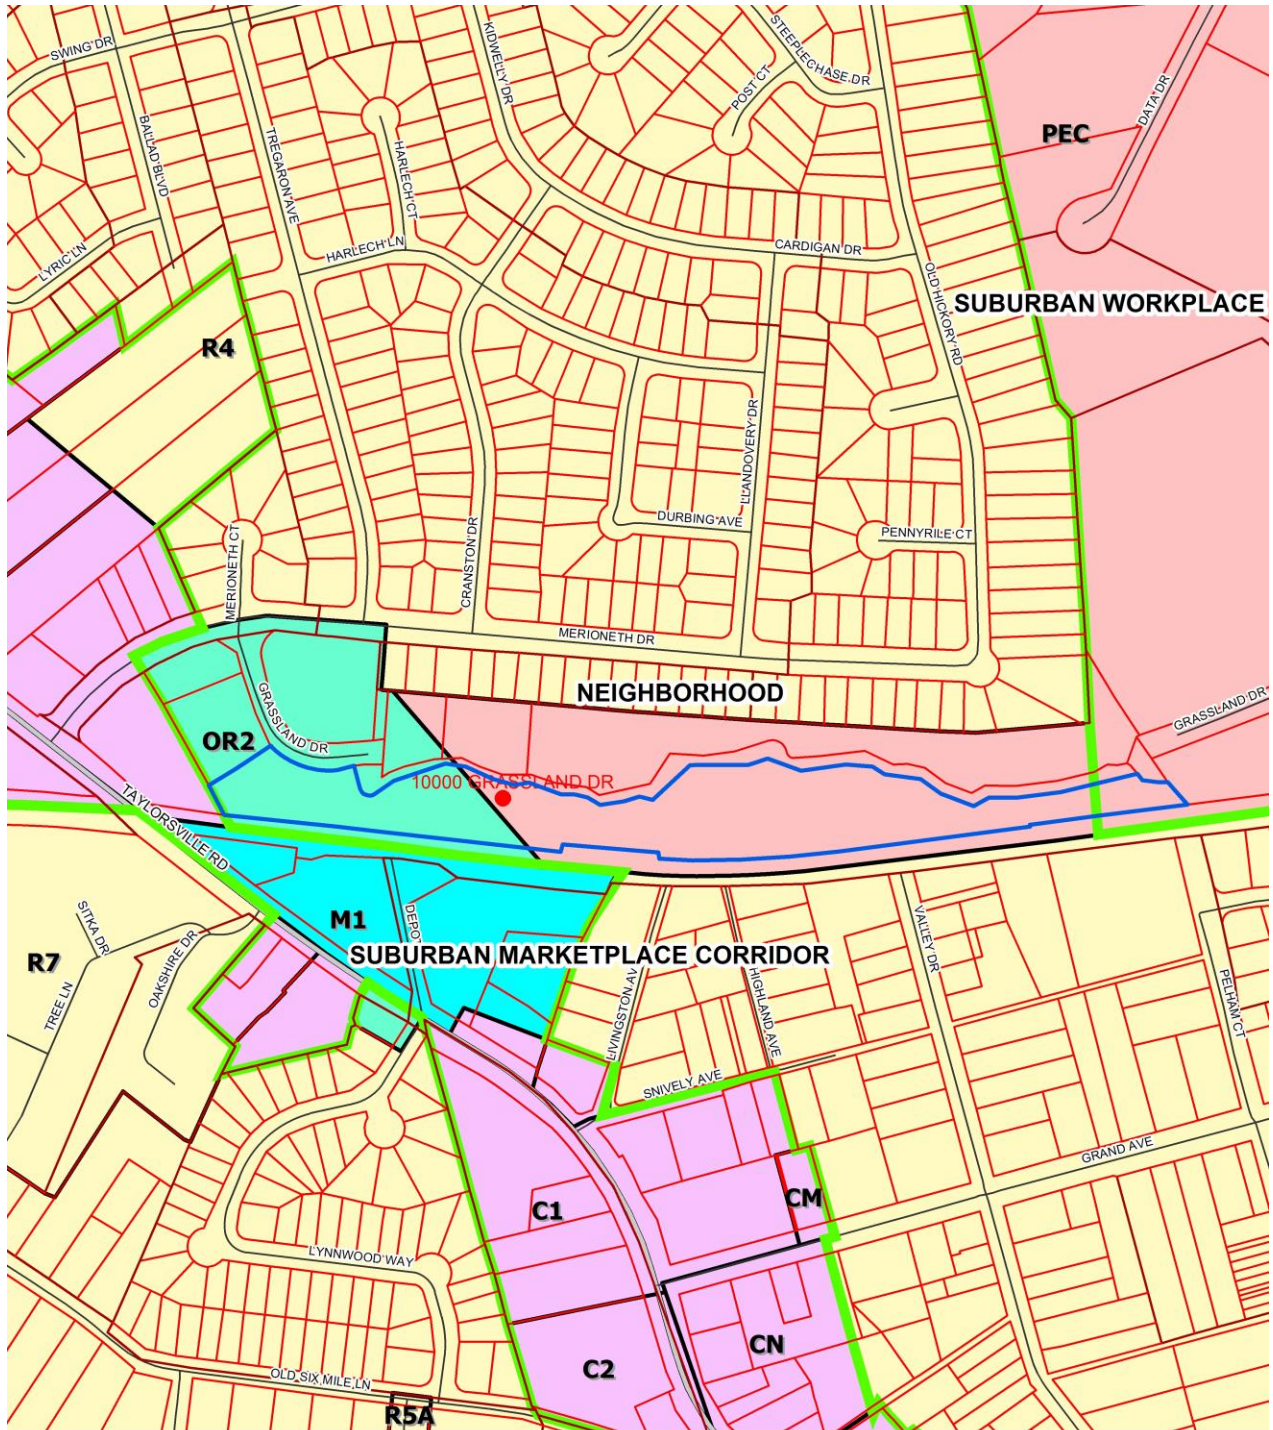 SWING DR
KIDWELLY DR
STEEPLECHASE DR
POST CT
DATA DR
PEC
BALLAD BLVD
TREGARON AVE
HARLECH CT
LYRIC LN
HARLECH LN
CARDIGAN DR
OLD HICKORY RD
SUBURBAN WORKPLACE
R4
LLANDOVERY DR
DURBING AVE
PENNYRILE CT
CRANSTON DR
MERIONETH CT
MERIONETH DR
NEIGHBORHOOD
GRASSLAND DR
GRASSLAND DR
OR2
10000 GRASSLAND DR
TAYLORSVILLE RD
SITKA DR
M1
DEPO
VALLEY DR
SUBURBAN MARKETPLACE CORRIDOR
R7
OAKSHIRE DR
TREE LN
LIVINGSTON AV
HIGHLAND AVE
PELHAM CT
SNIVELY AVE
GRAND AVE
CM
C1
LYNNWOOD WAY
CN
C2
OLD SIX MILE LN
R5A